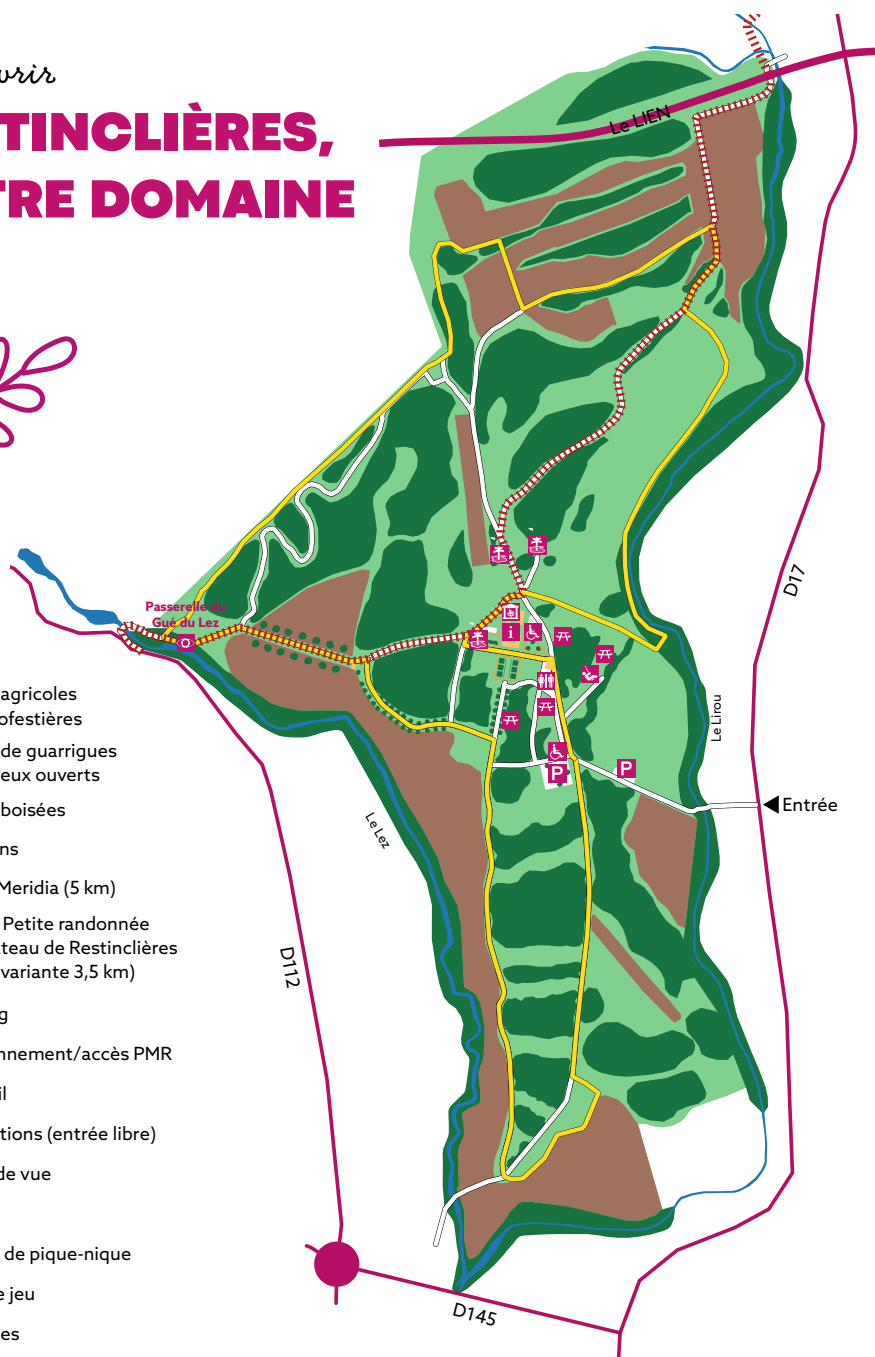 vrir
TINCLIÈRES,
TRE DOMAINE
Le LIEN
D17
Passerelle du
Gué du Lez
i
Le Lirou
agricoles
ofestières
de guarrigues
eux ouverts
boisées
ns
Meridia (5 km)
Petite randonnée
teau de Restinclières
variante 3,5 km)
g
nnement/accès PMR
il
tions (entrée libre)
de vue
de pique-nique
e jeu
es
P
P
Entrée
Le Lez
D112
D145